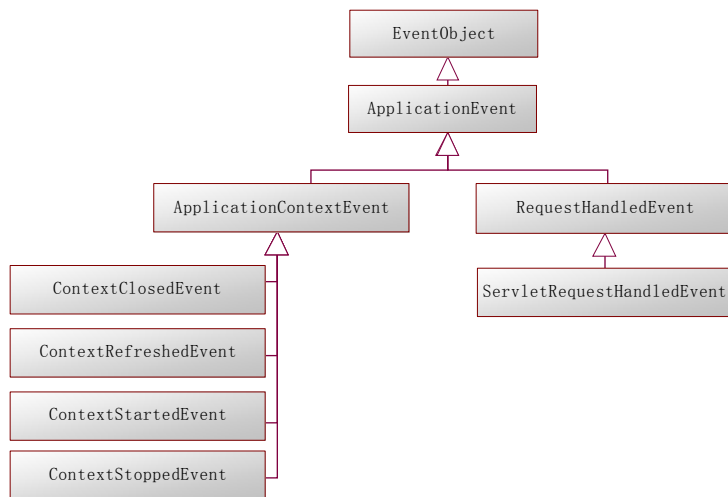 EventObject
ApplicationEvent
ApplicationContextEvent
RequestHandledEvent
ContextClosedEvent
ServletRequestHandledEvent
ContextRefreshedEvent
ContextStartedEvent
ContextStoppedEvent